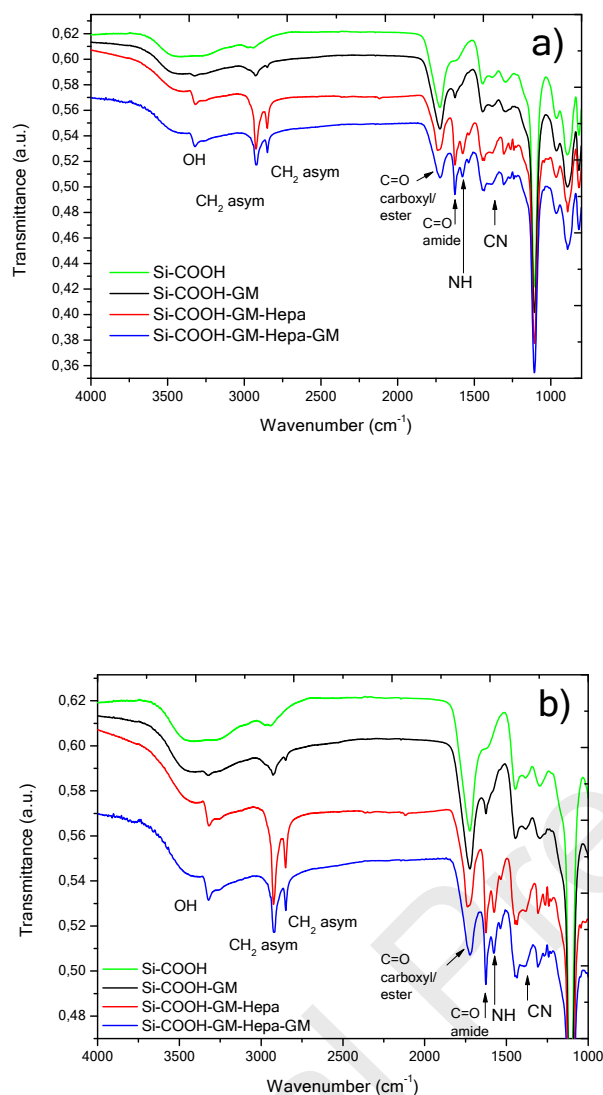 a)
0,62
0,60
0,58
0,56
0,54
0,52
0,50
0,48
0,46
0,44
0,42
0,40
0,38
0,36
Transmittance (a.u.)
OH
CH2 asym
CH2 asym
C=O
carboxyl/
ester
C=O
amide
NH
CN
Si-COOH
Si-COOH-GM
Si-COOH-GM-Hepa
Si-COOH-GM-Hepa-GM
4000 3500 3000 2500 2000 1500 1000
Wavenumber (cm-1)
b)
0,62
0,60
0,58
0,56
0,54
0,52
0,50
0,48
Transmittance (a.u.)
OH
CH2 asym
CH2 asym
C=O
carboxyl/
ester
C=O
amide
NH
CN
Si-COOH
Si-COOH-GM
Si-COOH-GM-Hepa
Si-COOH-GM-Hepa-GM
4000 3500 3000 2500 2000 1500 1000
Wavenumber (cm-1)